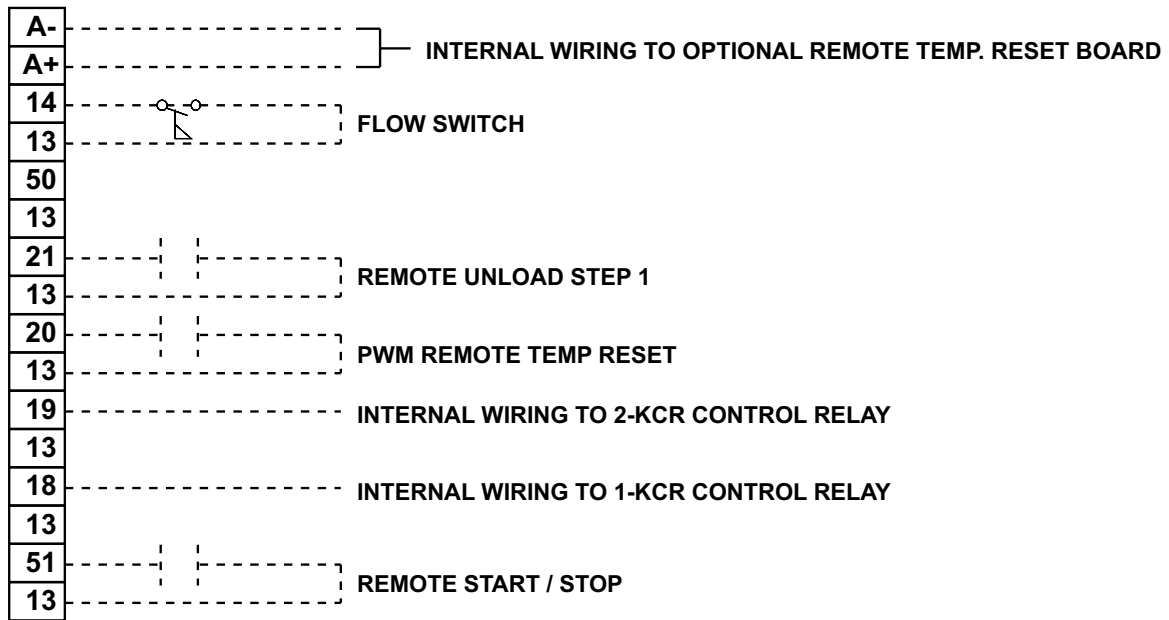 A-
INTERNAL WIRING TO OPTIONAL REMOTE TEMP. RESET BOARD
A+
14
FLOW SWITCH
13
50
13
21
REMOTE UNLOAD STEP 1
13
20
PWM REMOTE TEMP RESET
13
19 INTERNAL WIRING TO 2-KCR CONTROL RELAY
13
18 INTERNAL WIRING TO 1-KCR CONTROL RELAY
13
51
REMOTE START / STOP
13